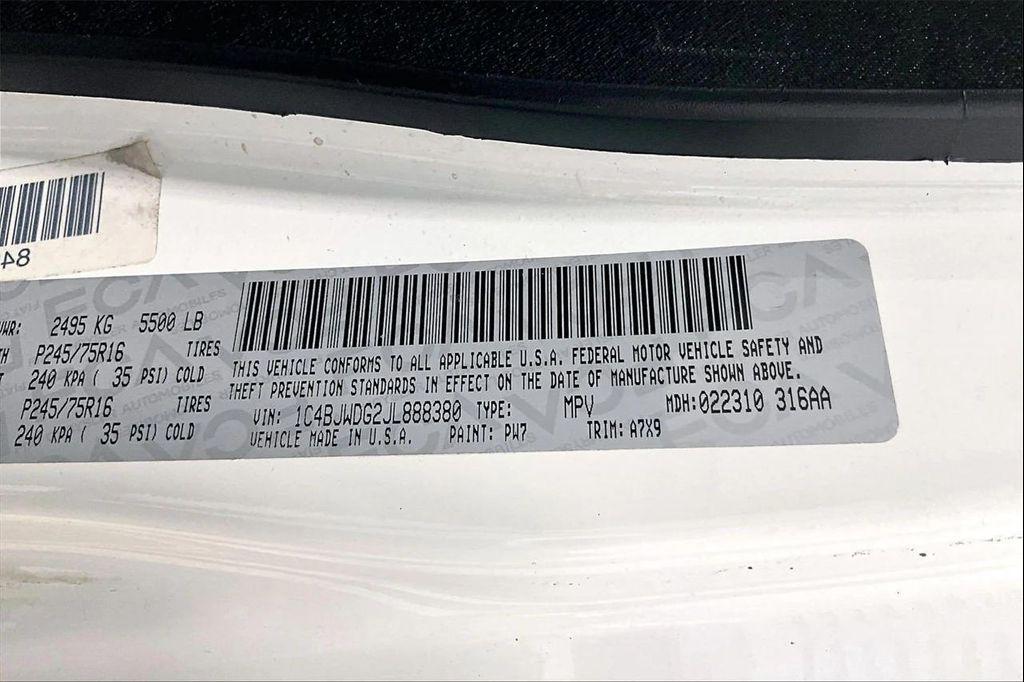 84
WR: 2495 KG 5500 LB
TH P245/75R16 TIRES
T 240 KPA ( 35 PSI) COLD
P245/75R16 TIRES
240 KPA ( 35 PSI) COLD
THIS VEHICLE CONFORMS TO ALL APPLICABLE U.S.A. FEDERAL MOTOR VEHICLE SAFETY AND
THEFT PREVENTION STANDARDS IN EFFECT ON THE DATE OF MANUFACTURE SHOWN ABOVE.
VIN: 1C4BJWDG2JL888380 TYPE: MPV MDH:022310 316AA
VEHICLE MADE IN U.S.A. PAINT: PW7 TRIM: A7X9